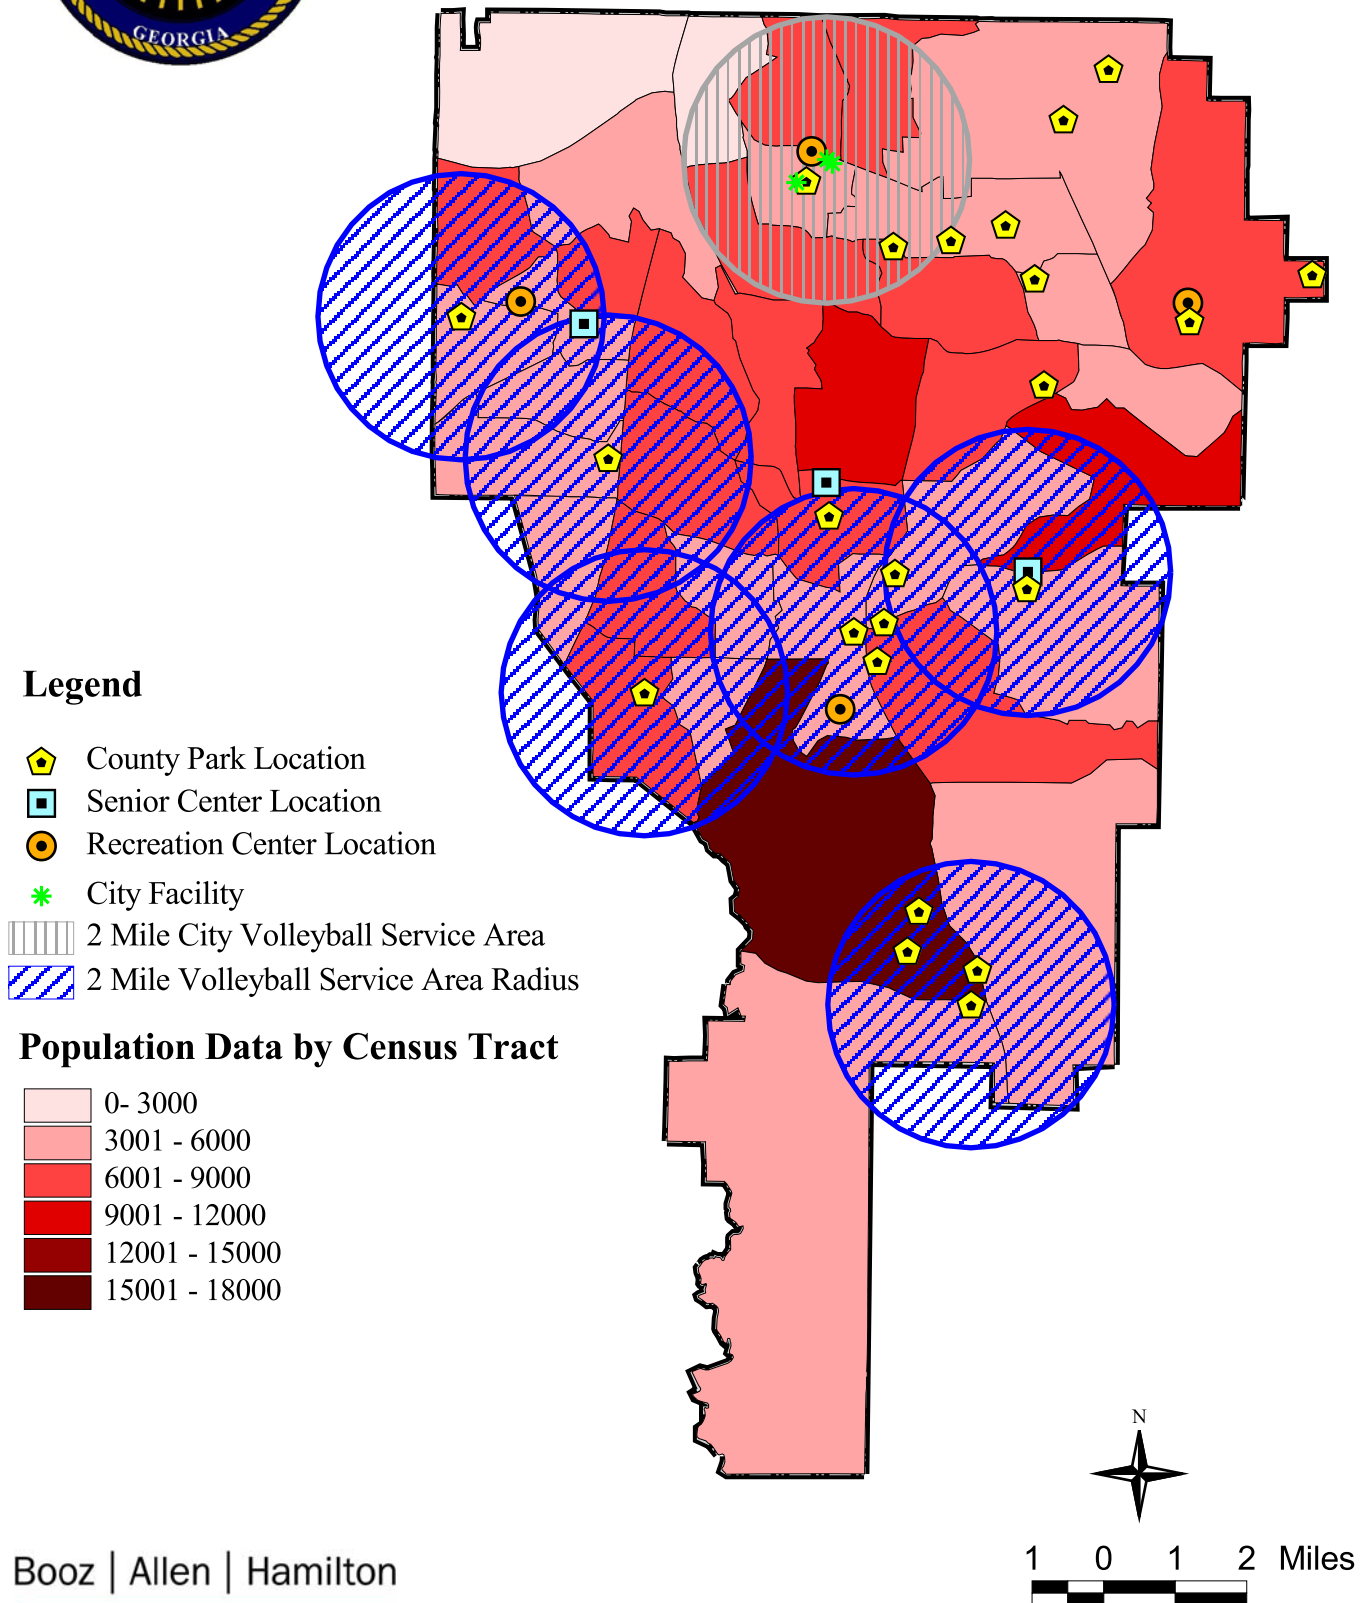 GEORGIA
Legend
County Park Location
Senior Center Location
Recreation Center Location
City Facility
2 Mile City Volleyball Service Area
2 Mile Volleyball Service Area Radius
Population Data by Census Tract
0- 3000
3001 - 6000
6001 - 9000
9001 - 12000
12001 - 15000
15001 - 18000
N
1 0 1 2 Miles
Booz | Allen | Hamilton